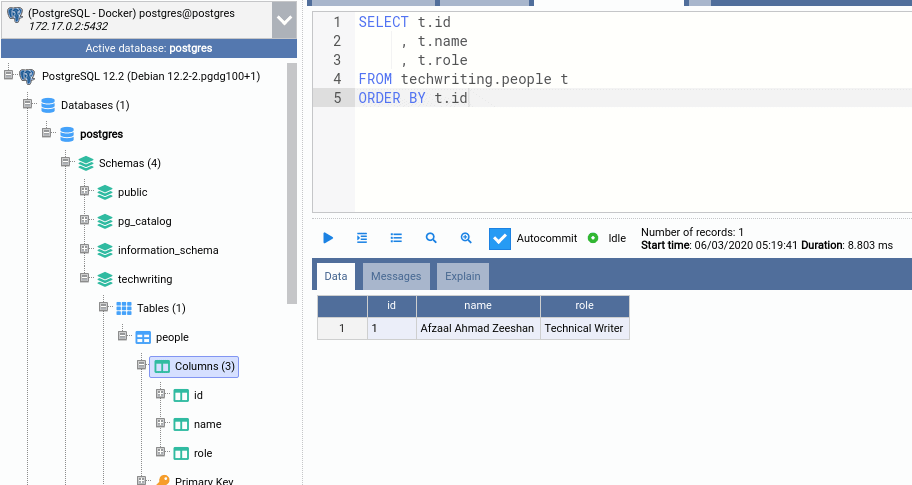 (PostgreSQL - Docker) postgres@postgres
172.17.0.2:5432
Active database: postgres
PostgreSQL 12.2 (Debian 12.2-2.pgdg100+1)
Databases (1)
postgres
Schemas (4)
public
pg_catalog
information_schema
techwriting
Tables (1)
people
Columns (3)
id
name
role
Primary Key
1 SELECT t.id
2 , t.name
3 , t.role
4 FROM techwriting.people t
5 ORDER BY t.id
Autocommit Idle
Number of records: 1
Start time: 06/03/2020 05:19:41 Duration: 8.803 ms
Data Messages Explain
id name role
1 1 Afzaal Ahmad Zeeshan Technical Writer